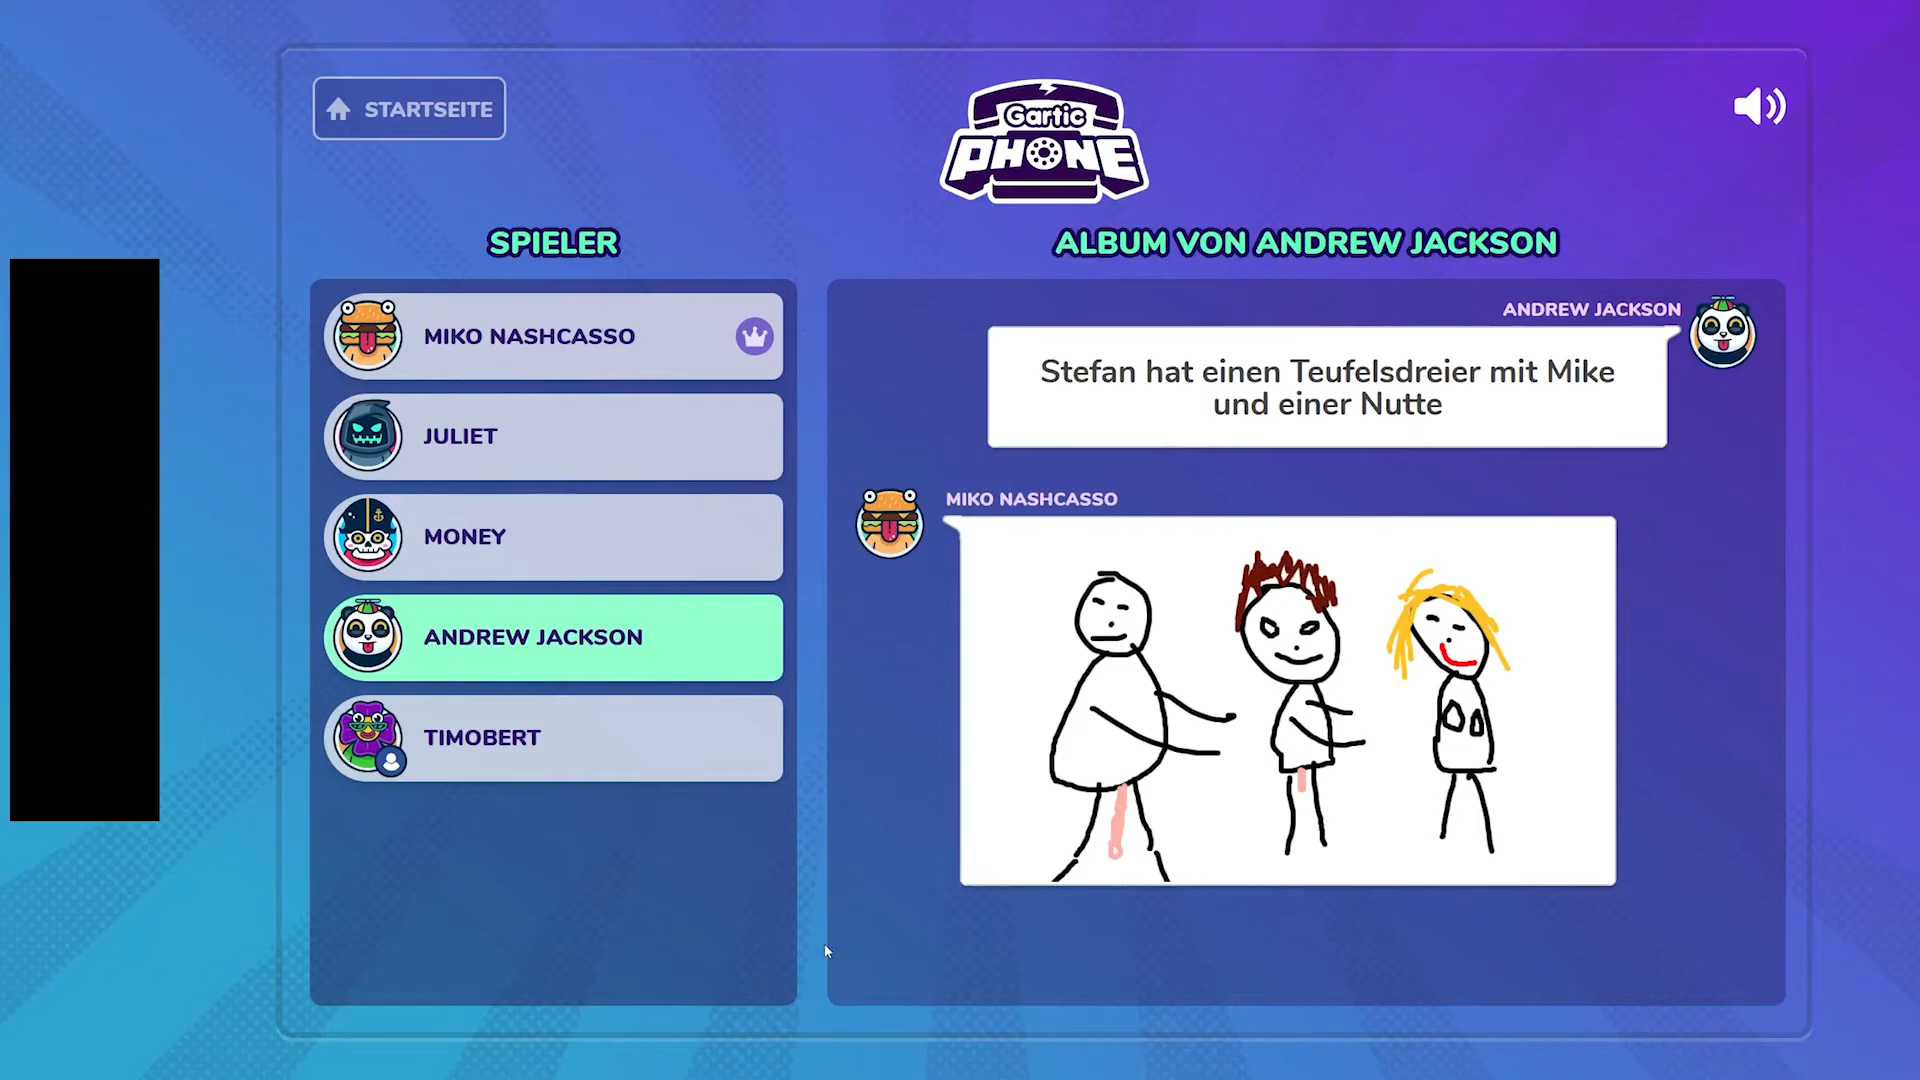 STARTSEITE
Gartic
PHONE
SPIELER
ALBUM VON ANDREW JACKSON
MIKO NASHCASSO
JULIET
MONEY
ANDREW JACKSON
TIMOBERT
ANDREW JACKSON
Stefan hat einen Teufelsdreier mit Mike
und einer Nutte
MIKO NASHCASSO